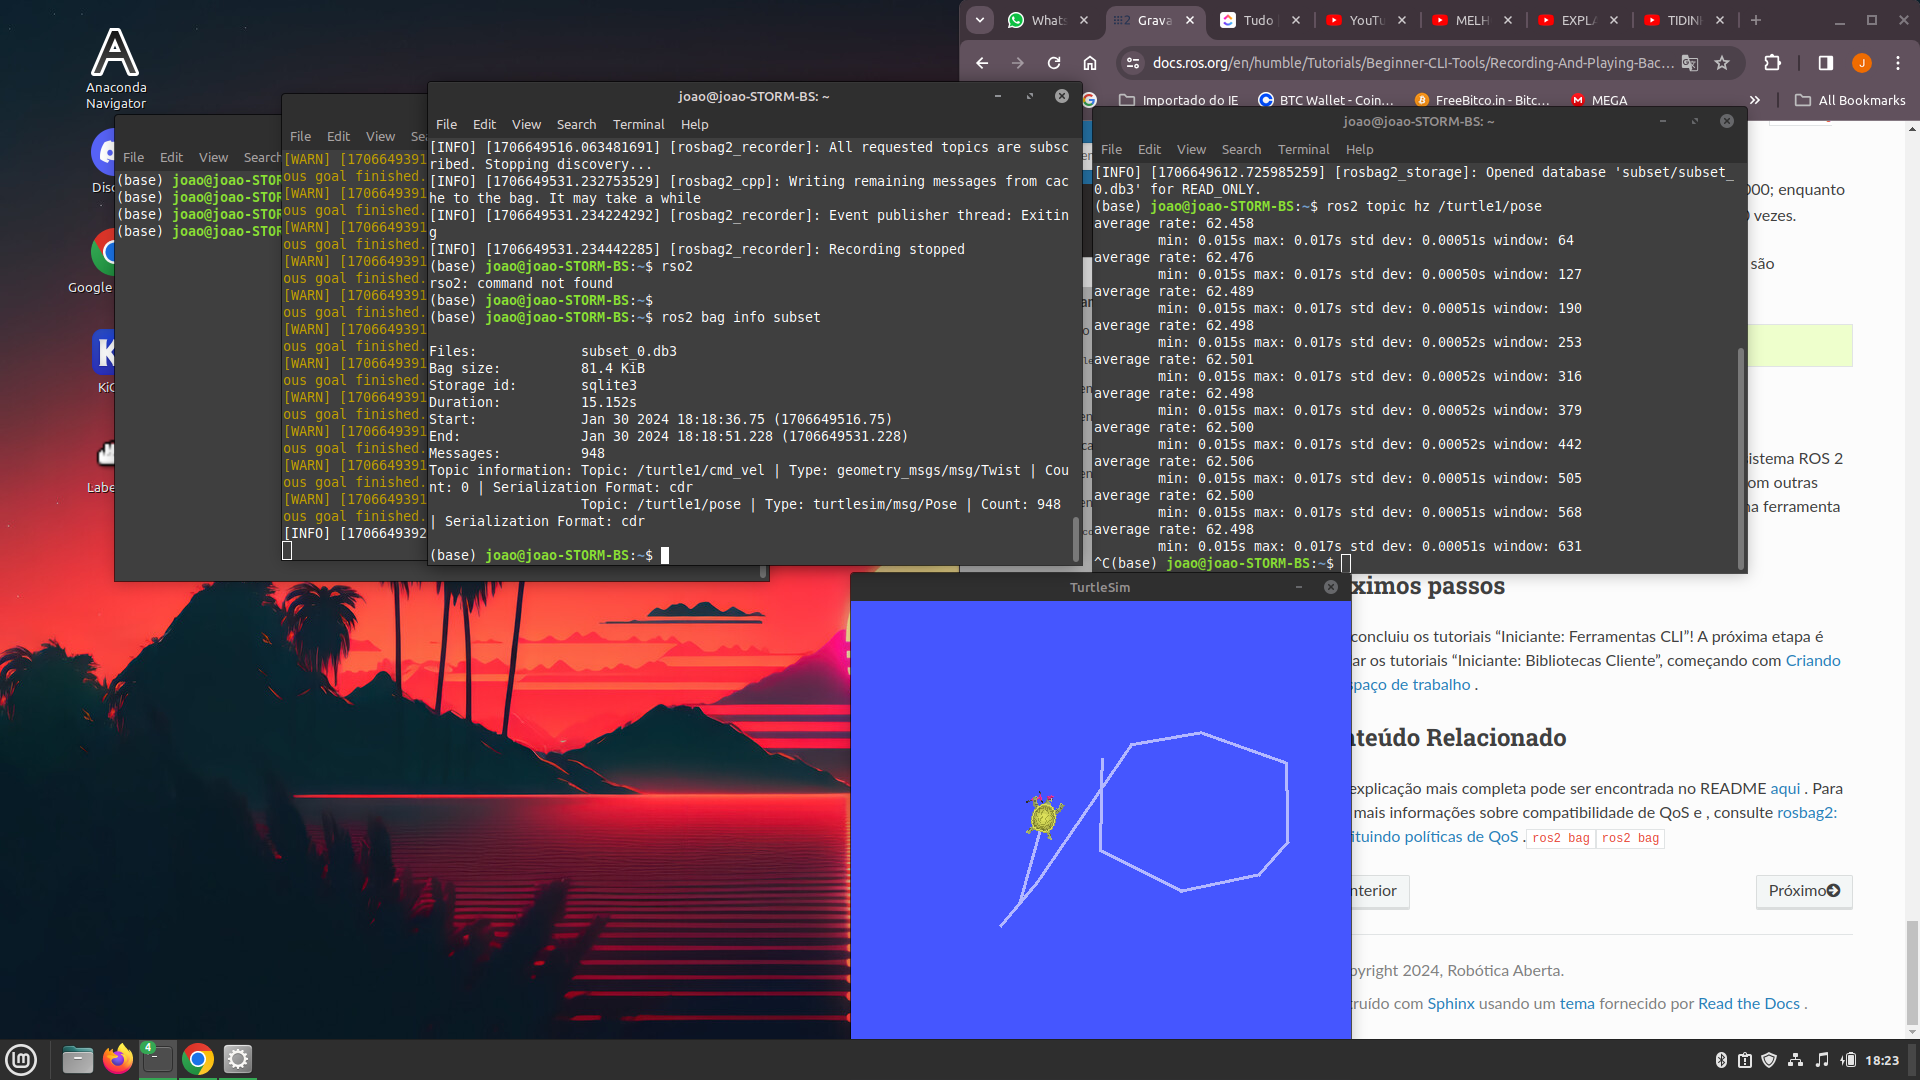 Anaconda
Navigator
Google
File Edit View Search
(base) joao@joao-STOR
(base) joao@joao-STOR
(base) joao@joao-STOR
(base) joao@joao-STOR
File Edit View
[WARN] [1706649391
ous goal finished.
[WARN] [1706649391
ous goal finished.
[WARN] [1706649391
ous goal finished.
[WARN] [1706649391
ous goal finished.
[WARN] [1706649391
ous goal finished.
[WARN] [1706649391
ous goal finished.
[WARN] [1706649391
ous goal finished.
[WARN] [1706649391
ous goal finished.
[WARN] [1706649391
ous goal finished.
[WARN] [1706649391
ous goal finished.
[WARN] [1706649391
ous goal finished.
[INFO] [1706649392
joao@joao-STORM-BS: ~
File Edit View Search Terminal Help
[INFO] [1706649516.063481691] [rosbag2_recorder]: All requested topics are subsc
ribed. Stopping discovery...
[INFO] [1706649531.232753529] [rosbag2_cpp]: Writing remaining messages from cac
he to the bag. It may take a while
[INFO] [1706649531.234224292] [rosbag2_recorder]: Event publisher thread: Exitin
g
[INFO] [1706649531.234442285] [rosbag2_recorder]: Recording stopped
(base) joao@joao-STORM-BS:~$ rso2
rso2: command not found
(base) joao@joao-STORM-BS:~$
(base) joao@joao-STORM-BS:~$ ros2 bag info subset
Files: subset_0.db3
Bag size: 81.4 KiB
Storage id: sqlite3
Duration: 15.152s
Start: Jan 30 2024 18:18:36.75 (1706649516.75)
End: Jan 30 2024 18:18:51.228 (1706649531.228)
Messages: 948
Topic information: Topic: /turtle1/cmd_vel | Type: geometry_msgs/msg/Twist | Cou
nt: 0 | Serialization Format: cdr
Topic: /turtle1/pose | Type: turtlesim/msg/Pose | Count: 948
| Serialization Format: cdr
(base) joao@joao-STORM-BS:~$
Whats Grava Tudo YouTu MELH EXPLA TIDIN
docs.ros.org/en/humble/Tutorials/Beginner-CLI-Tools/Recording-And-Playing-Bac...
Importado do IE BTC Wallet - Coin... FreeBitco.in - Bitc... MEGA » All Bookmarks
joao@joao-STORM-BS: ~
File Edit View Search Terminal Help
[INFO] [1706649612.725985259] [rosbag2_storage]: Opened database 'subset/subset_
0.db3' for READ_ONLY.
(base) joao@joao-STORM-BS:~$ ros2 topic hz /turtle1/pose
average rate: 62.458
min: 0.015s max: 0.017s std dev: 0.00051s window: 64
average rate: 62.476
min: 0.015s max: 0.017s std dev: 0.00050s window: 127
average rate: 62.489
min: 0.015s max: 0.017s std dev: 0.00051s window: 190
average rate: 62.498
min: 0.015s max: 0.017s std dev: 0.00052s window: 253
average rate: 62.501
min: 0.015s max: 0.017s std dev: 0.00052s window: 316
average rate: 62.498
min: 0.015s max: 0.017s std dev: 0.00052s window: 379
average rate: 62.500
min: 0.015s max: 0.017s std dev: 0.00052s window: 442
average rate: 62.506
min: 0.015s max: 0.017s std dev: 0.00051s window: 505
average rate: 62.500
min: 0.015s max: 0.017s std dev: 0.00051s window: 568
average rate: 62.498
min: 0.015s max: 0.017s std dev: 0.00051s window: 631
^C(base) joao@joao-STORM-BS:~$
000; enquanto
vezes.
são
sistema ROS 2
om outras
na ferramenta
TurtleSim
ximos passos
concluiu os tutoriais “Iniciante: Ferramentas CLI”! A próxima etapa é
ar os tutoriais “Iniciante: Bibliotecas Cliente”, começando com Criando
spaço de trabalho .
nteúdo Relacionado
explicação mais completa pode ser encontrada no README aqui . Para
mais informações sobre compatibilidade de QoS e , consulte rosbag2:
ituindo políticas de QoS . ros2 bag ros2 bag
nterior Próximo
pyright 2024, Robótica Aberta.
truído com Sphinx usando um tema fornecido por Read the Docs .
4
18:23